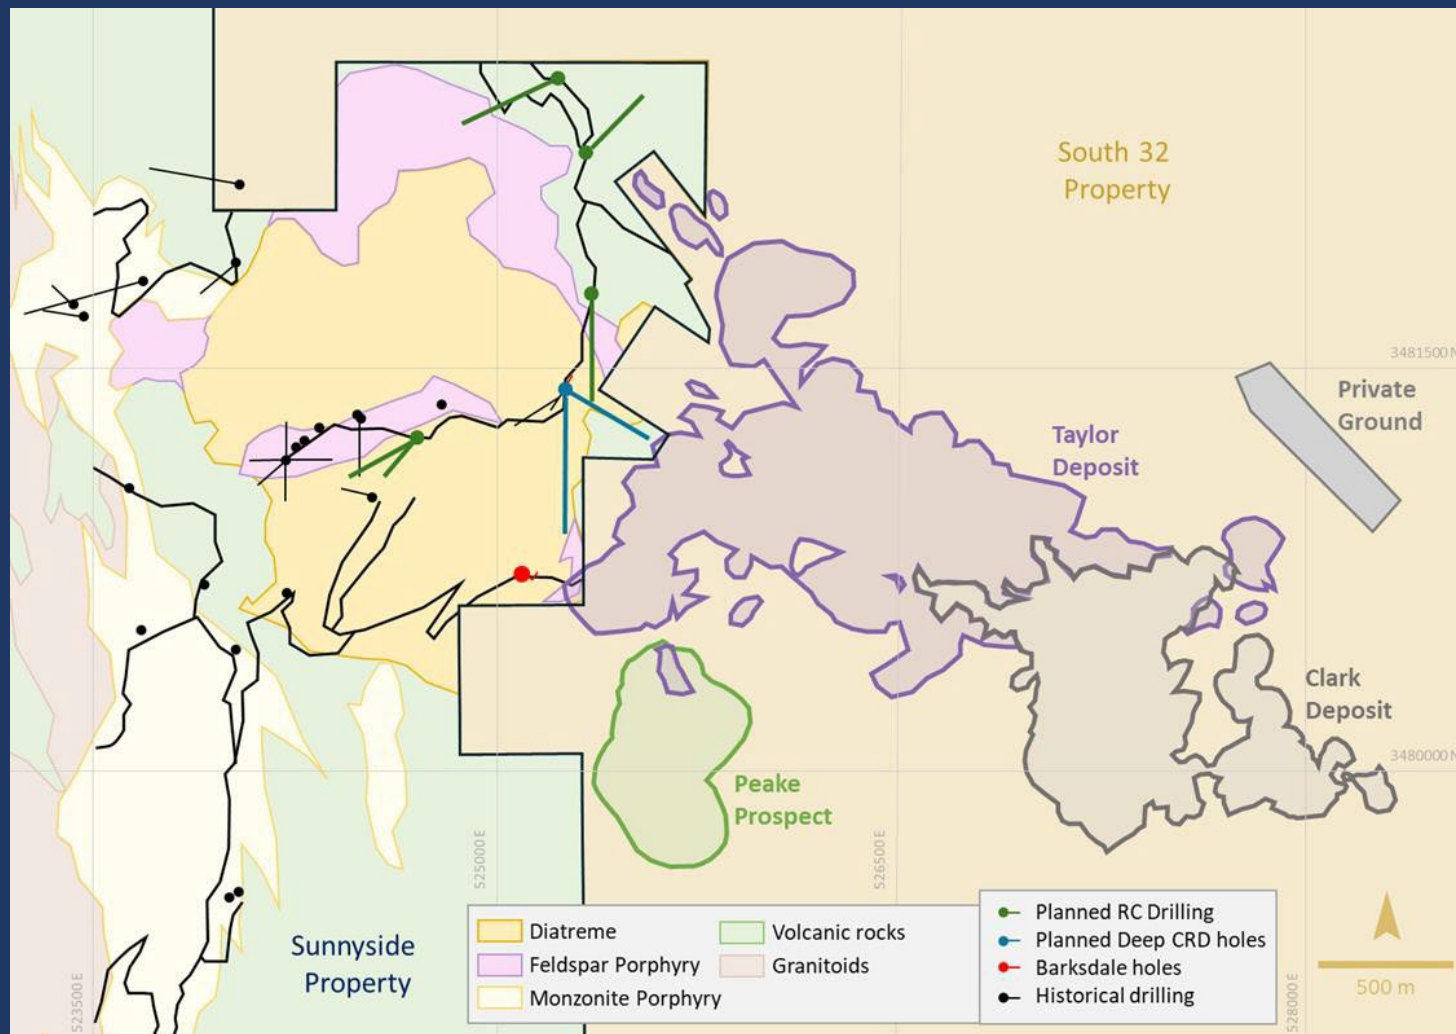 South 32
Property
3481500 N
Private
Ground
Taylor
Deposit
Clark
Deposit
3480000 N
Peake
Prospect
525000 E
526500 E
523500 E
528000 E
Sunnyside
Property
Diatreme
Volcanic rocks
Feldspar Porphyry
Granitoids
Monzonite Porphyry
Planned RC Drilling
Planned Deep CRD holes
Barksdale holes
Historical drilling
500 m